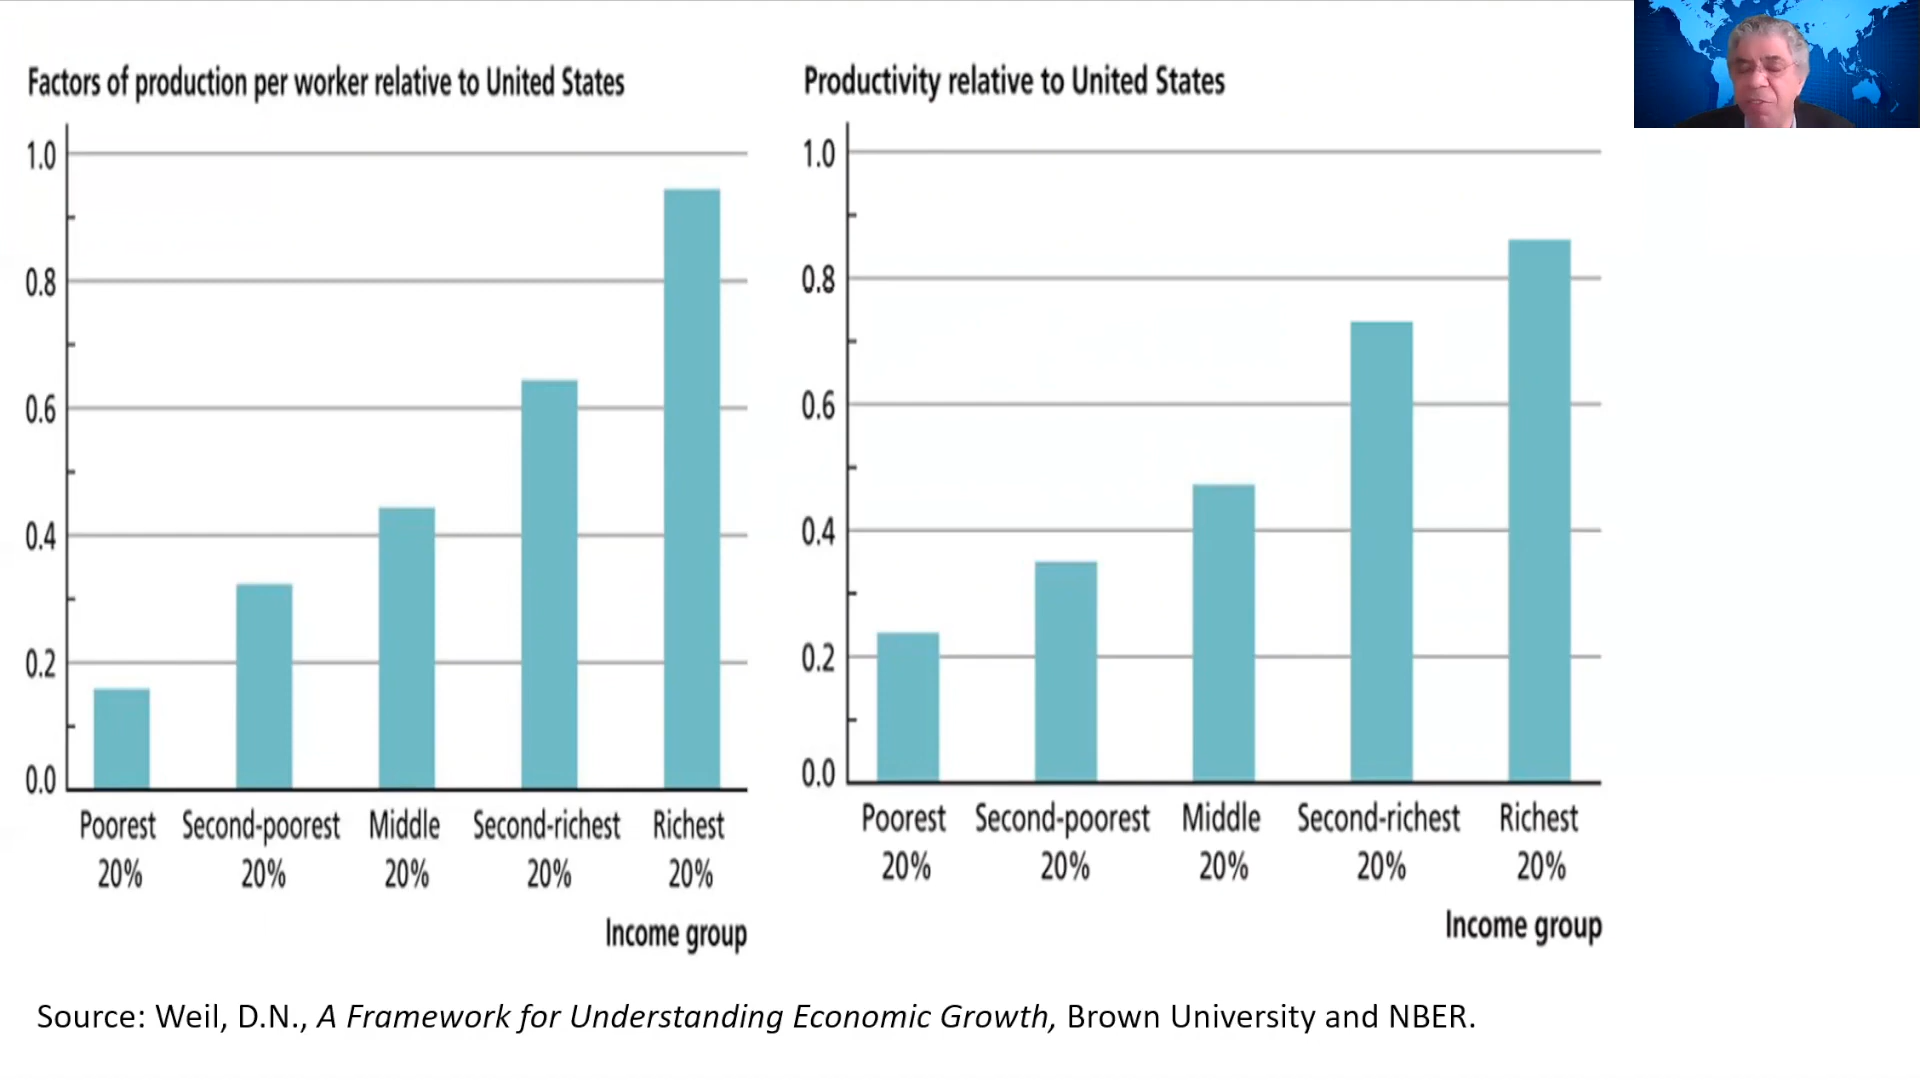 Factors of production per worker relative to United States
1.0
0.8
0.6
0.4
0.2
0.0
Poorest Second-poorest Middle Second-richest Richest
20% 20% 20% 20% 20%
Income group
Productivity relative to United States
1.0
0.8
0.6
0.4
0.2
0.0
Poorest Second-poorest Middle Second-richest Richest
20% 20% 20% 20% 20%
Income group
Source: Weil, D.N., A Framework for Understanding Economic Growth, Brown University and NBER.